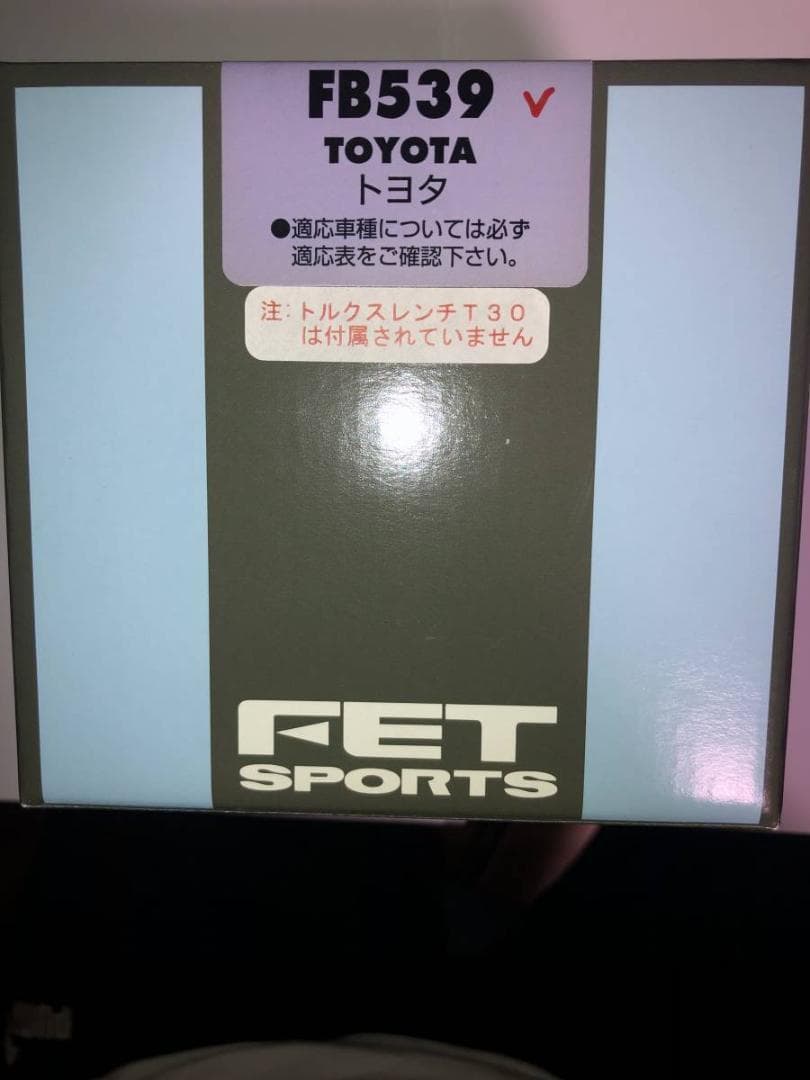 FB539
TOYOTA
トヨタ
●適応車種については必ず
適応表をご確認下さい。
注:トルクスレンチT30
は付属されていません
FET
SPORTS